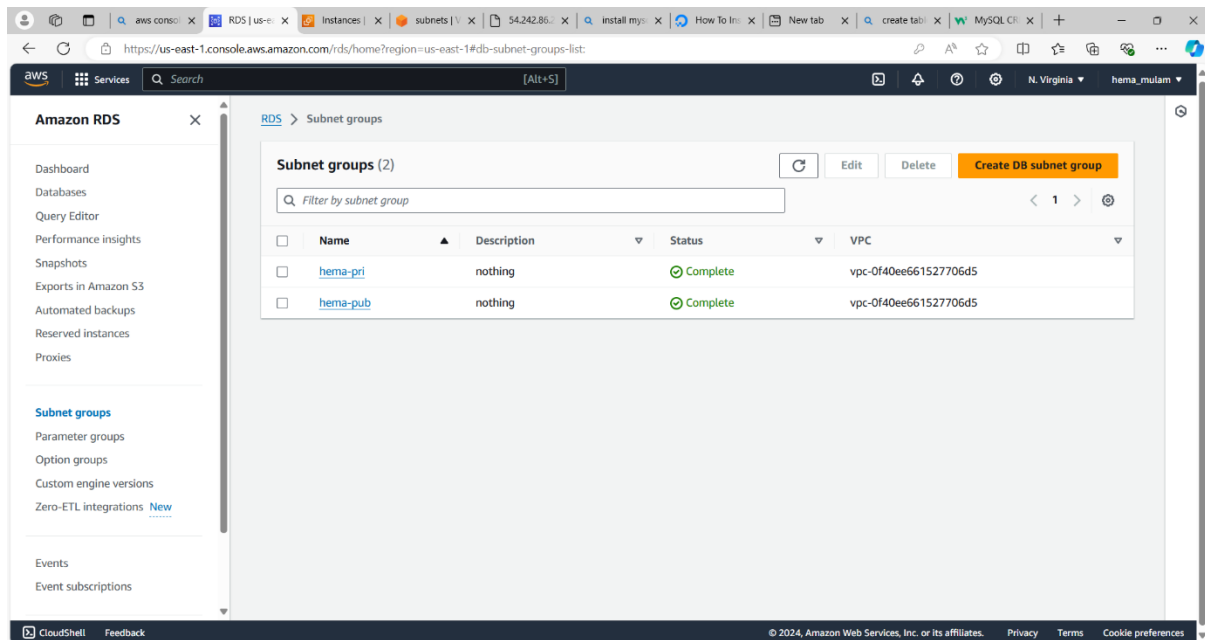 aws consol
RDS | us-ea
Instances |
subnets | V
54.242.86.2
install mys
How To Ins
New tab
create tabl
MySQL CR
https://us-east-1.console.aws.amazon.com/rds/home?region=us-east-1#db-subnet-groups-list:
aws
Services
Search
[Alt+S]
N. Virginia
hema_mulam
Amazon RDS
Dashboard
Databases
Query Editor
Performance insights
Snapshots
Exports in Amazon S3
Automated backups
Reserved instances
Proxies
Subnet groups
Parameter groups
Option groups
Custom engine versions
Zero-ETL integrations New
Events
Event subscriptions
RDS > Subnet groups
Subnet groups (2)
Edit
Delete
Create DB subnet group
Filter by subnet group
1
Name Description Status VPC
hema-pri nothing Complete vpc-0f40ee661527706d5
hema-pub nothing Complete vpc-0f40ee661527706d5
CloudShell Feedback
© 2024, Amazon Web Services, Inc. or its affiliates. Privacy Terms Cookie preferences